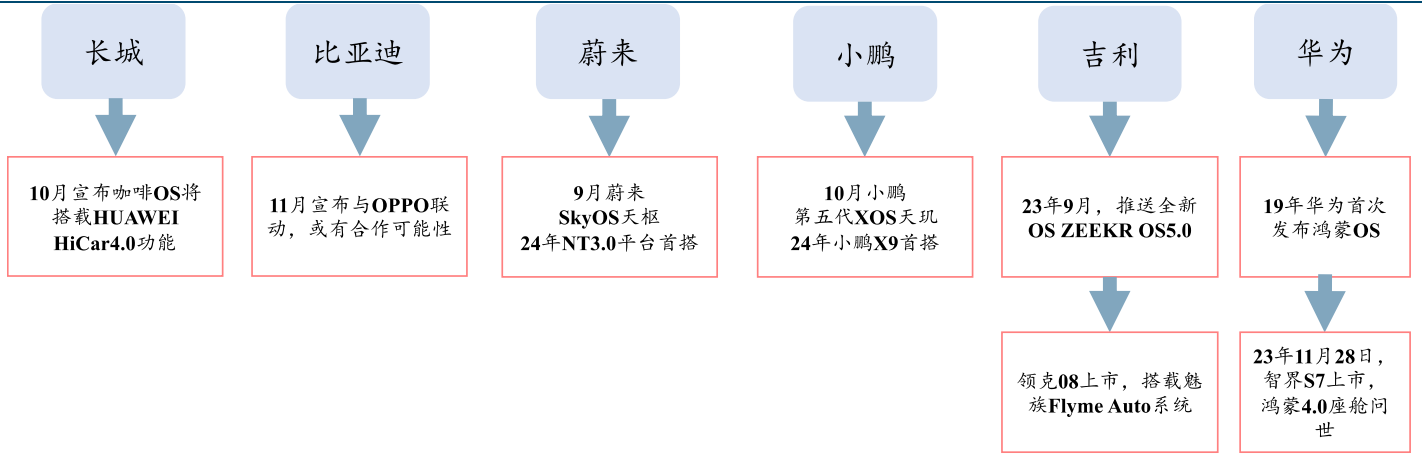 长城
比亚迪
蔚来
小鹏
吉利
华为
10月宣布咖啡OS将
搭载HUAWEI
HiCar4.0功能
11月宣布与OPPO联
动，或有合作可能性
9月蔚来
SkyOS天枢
24年NT3.0平台首搭
10月小鹏
第五代XOS天玑
24年小鹏X9首搭
23年9月，推送全新
OS ZEEKR OS5.0
19年华为首次
发布鸿蒙OS
领克08上市，搭载魅
族Flyme Auto系统
23年11月28日，
智界S7上市，
鸿蒙4.0座舱问
世